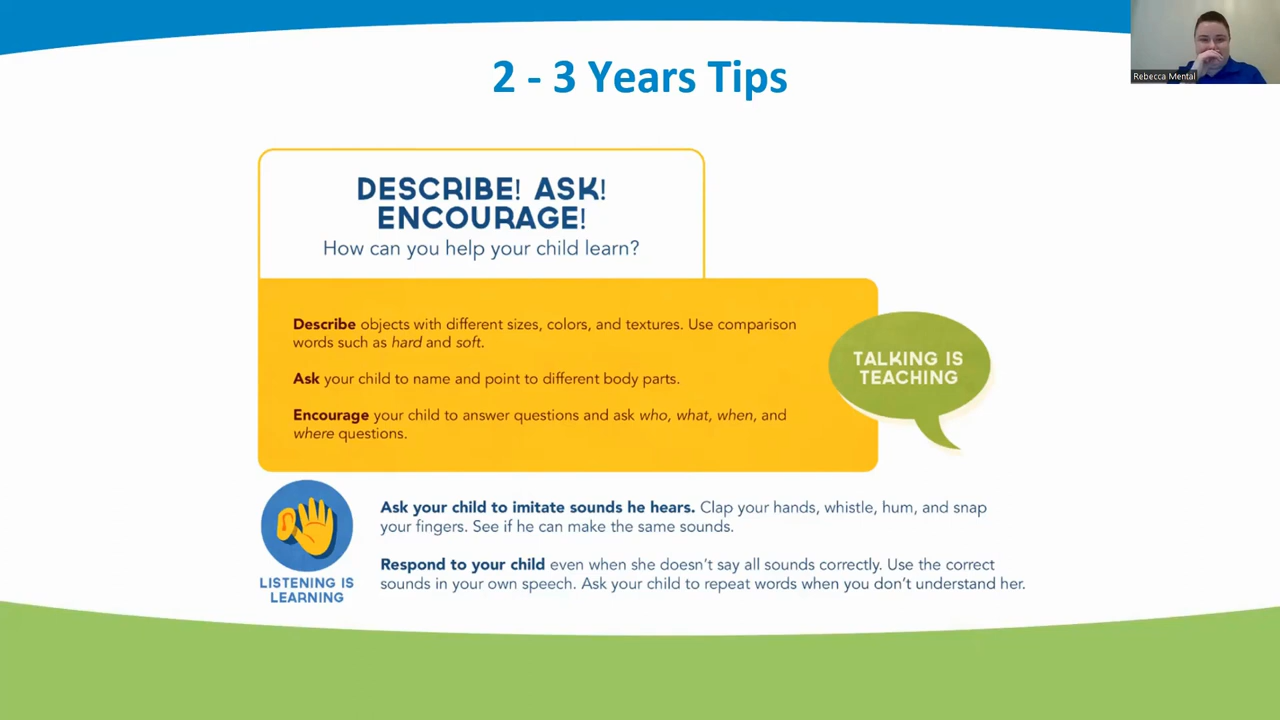 2 - 3 Years Tips
Rebecca Mental
DESCRIBE! ASK!
ENCOURAGE!
How can you help your child learn?
Describe objects with different sizes, colors, and textures. Use comparison
words such as hard and soft.
Ask your child to name and point to different body parts.
Encourage your child to answer questions and ask who, what, when, and
where questions.
TALKING IS
TEACHING
Ask your child to imitate sounds he hears. Clap your hands, whistle, hum, and snap
your fingers. See if he can make the same sounds.
Respond to your child even when she doesn't say all sounds correctly. Use the correct
sounds in your own speech. Ask your child to repeat words when you don't understand her.
LISTENING IS
LEARNING